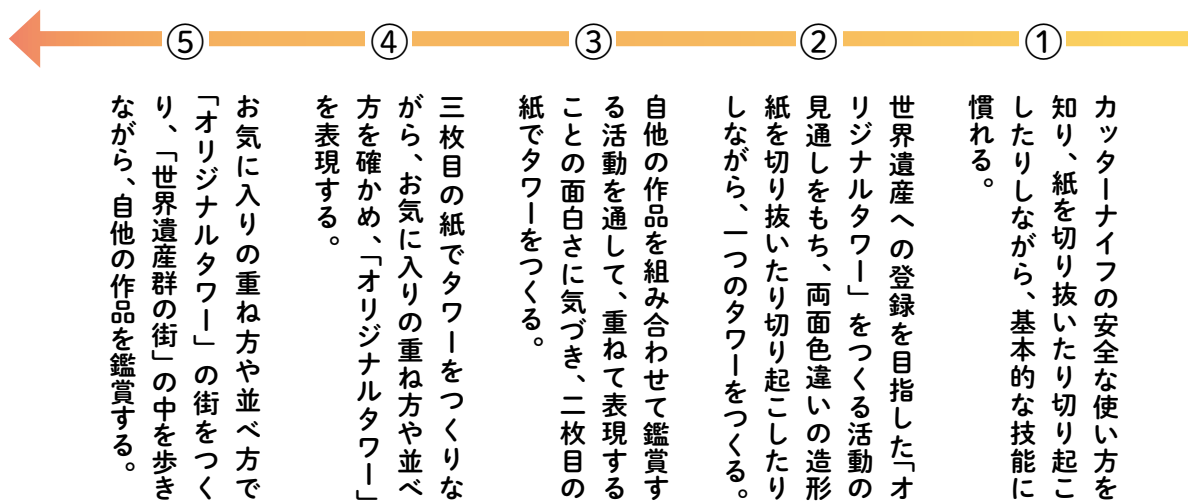 ①
カッターナイフの安全な使い方を
知り、紙を切り抜いたり切り起こ
したりしながら、基本的な技能に
慣れる。
②
世界遺産への登録を目指した「オ
リジナルタワー」をつくる活動の
見通しをもち、両面色違いの造形
紙を切り抜いたり切り起こしたり
しながら、一つのタワーをつくる。
③
自他の作品を組み合わせて鑑賞す
る活動を通して、重ねて表現する
ことの面白さに気づき、二枚目の
紙でタワーをつくる。
④
三枚目の紙でタワーをつくりな
がら、お気に入りの重ね方や並べ
方を確かめ、「オリジナルタワー」
を表現する。
⑤
お気に入りの重ね方や並べ方で
「オリジナルタワー」の街をつく
り、「世界遺産群の街」の中を歩き
ながら、自他の作品を鑑賞する。